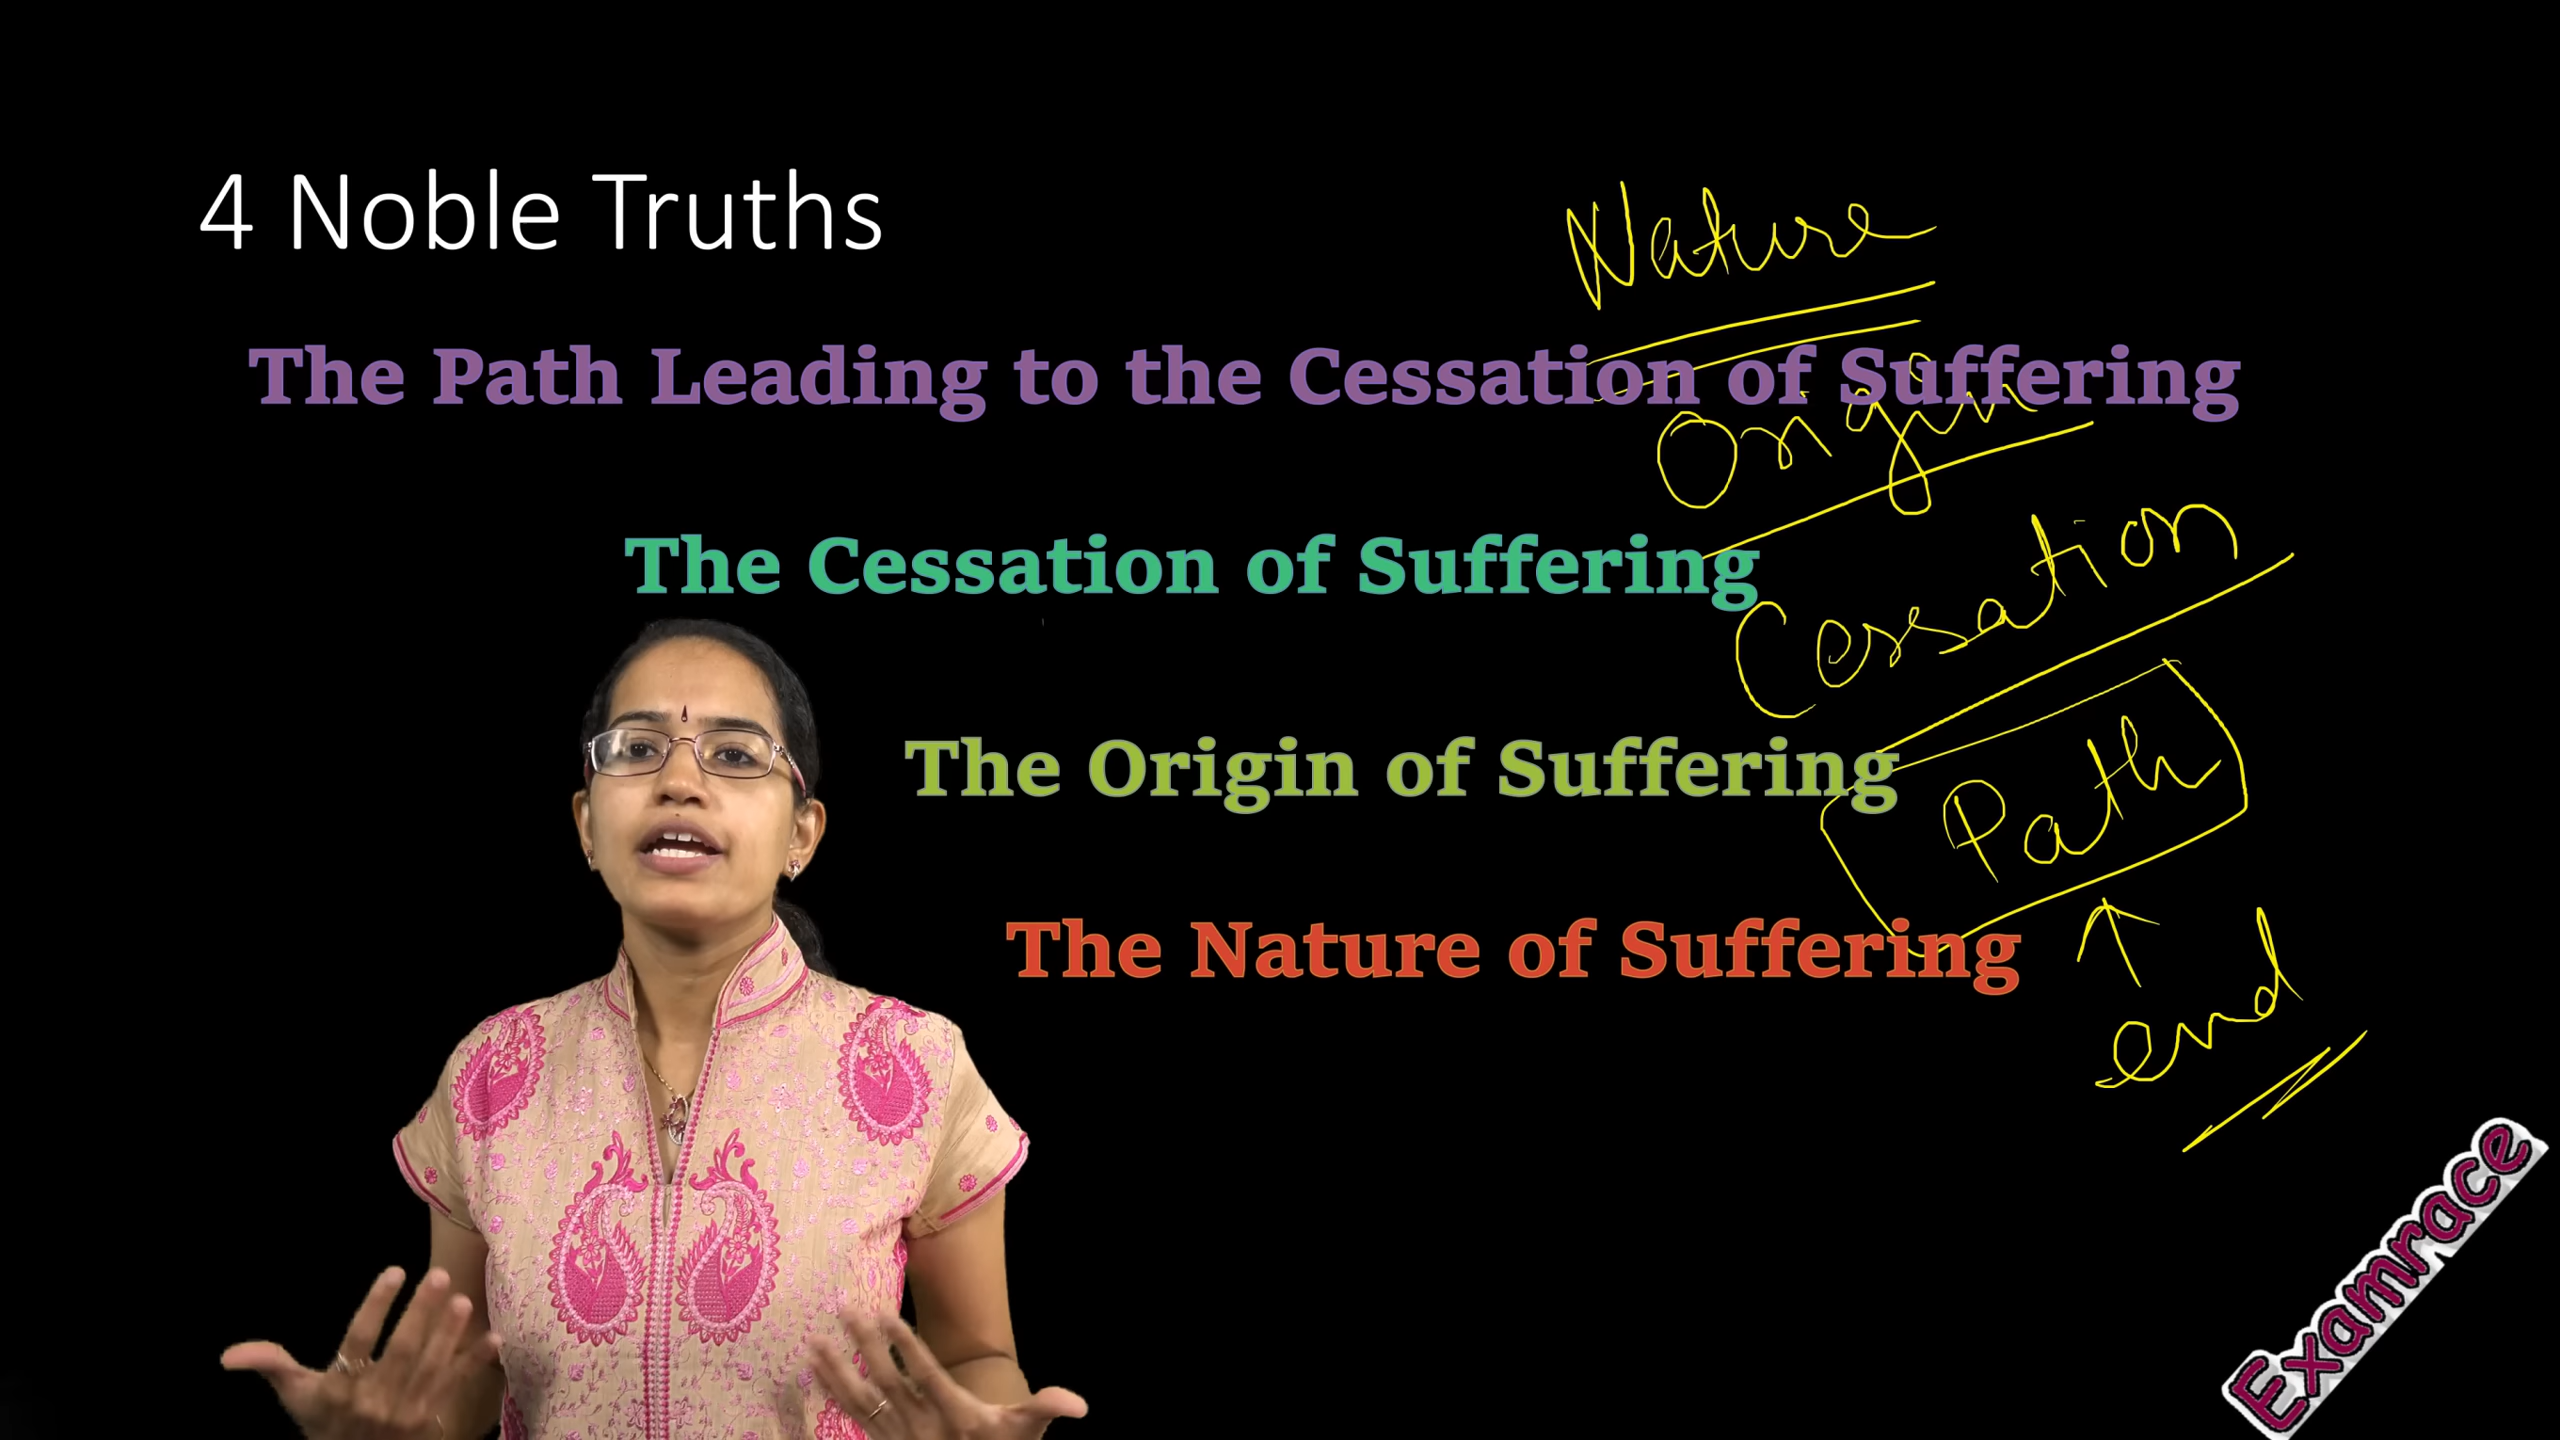 4 Noble Truths
Nature
The Path Leading to the Cessation of Suffering
Origin
The Cessation of Suffering
Cessation
The Origin of Suffering
Path
The Nature of Suffering
end
Examrace